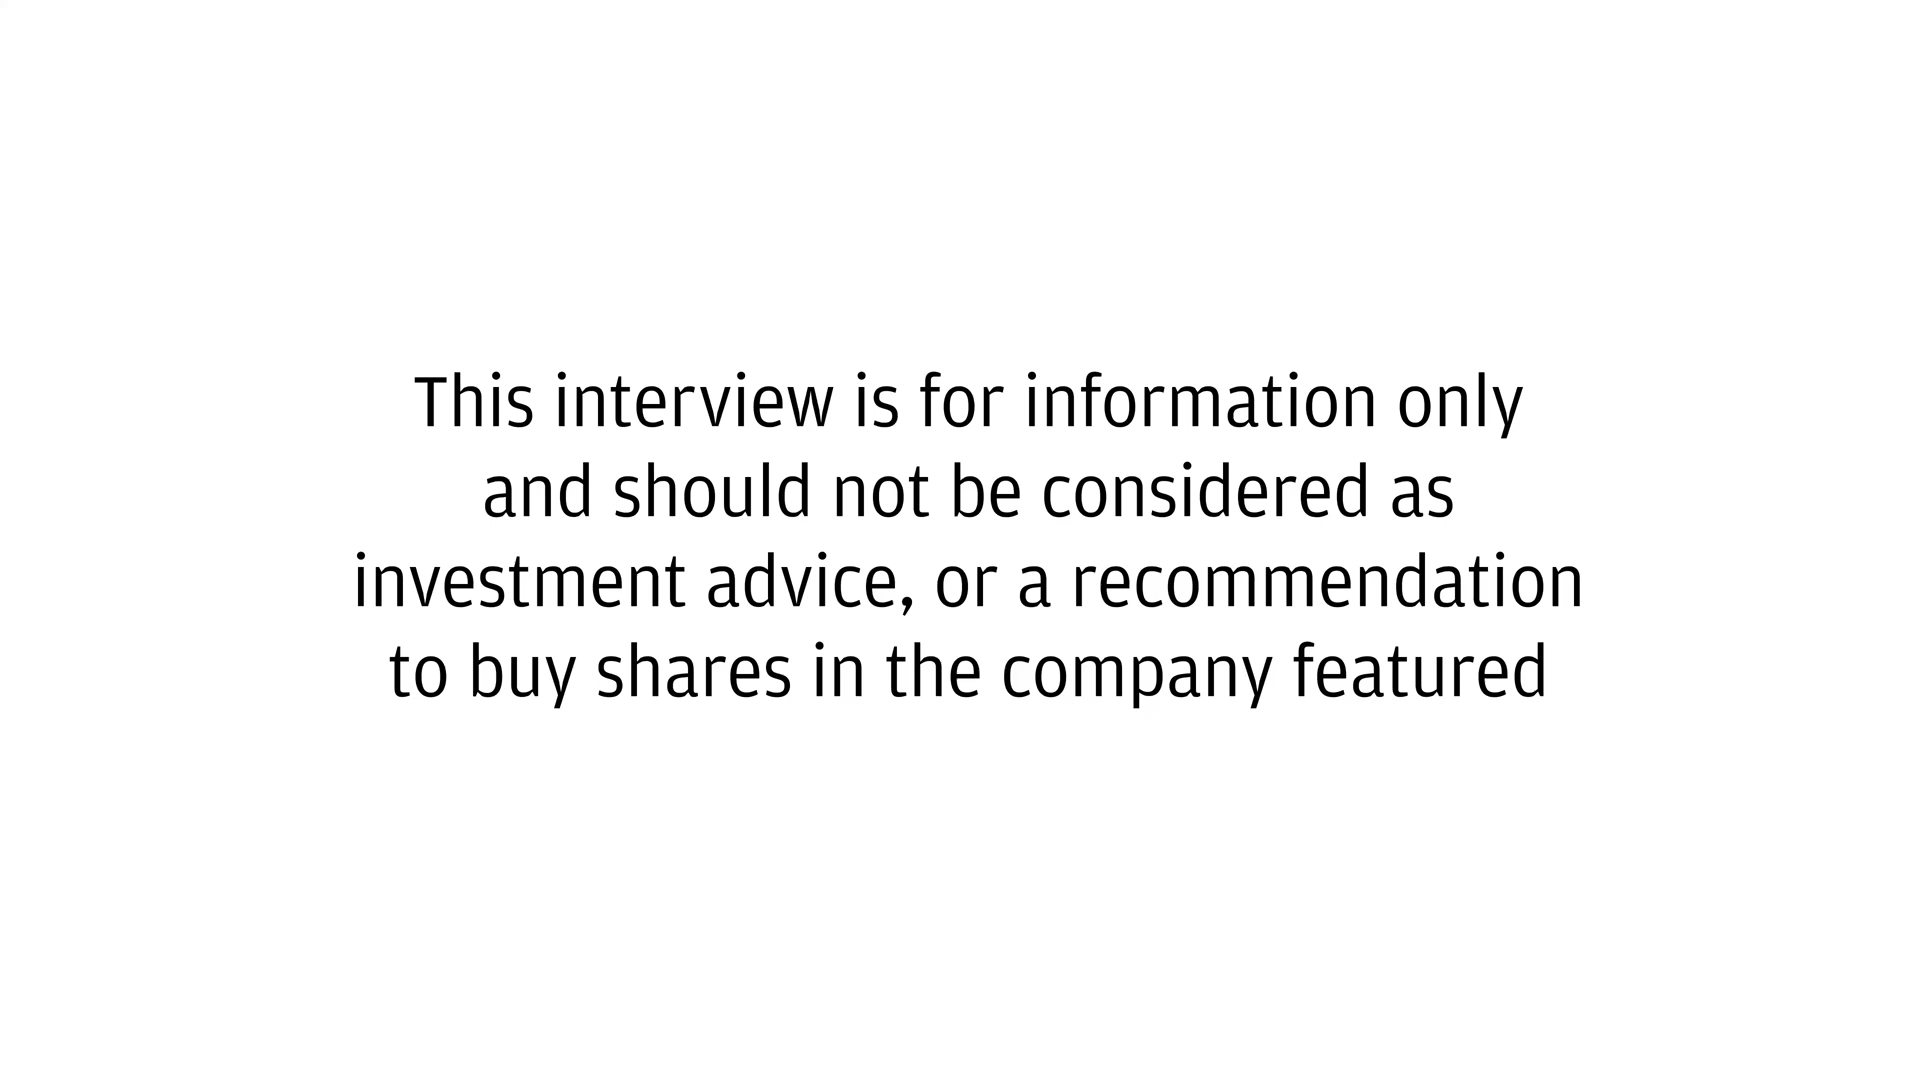 This interview is for information only
and should not be considered as
investment advice, or a recommendation
to buy shares in the company featured